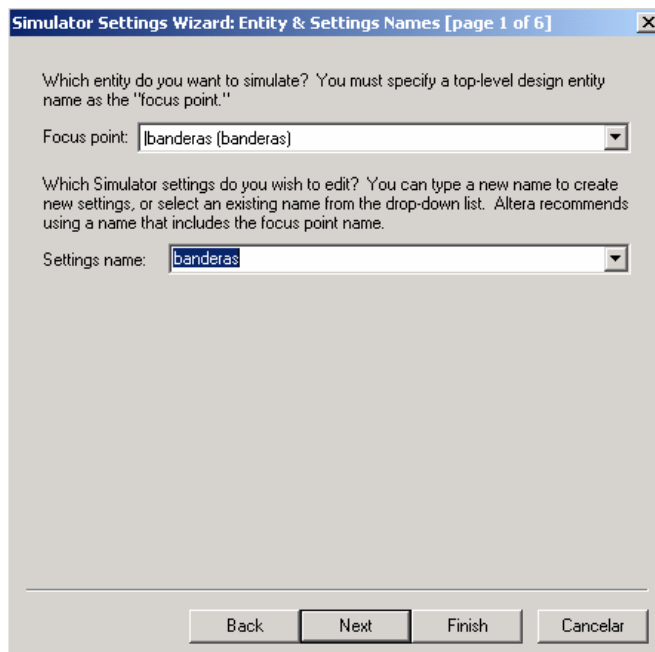 Simulator Settings Wizard: Entity & Settings Names [page 1 of 6]
Which entity do you want to simulate? You must specify a top-level design entity
name as the "focus point."
Focus point: |banderas (banderas)
Which Simulator settings do you wish to edit? You can type a new name to create
new settings, or select an existing name from the drop-down list. Altera recommends
using a name that includes the focus point name.
Settings name: banderas
Back Next Finish Cancelar